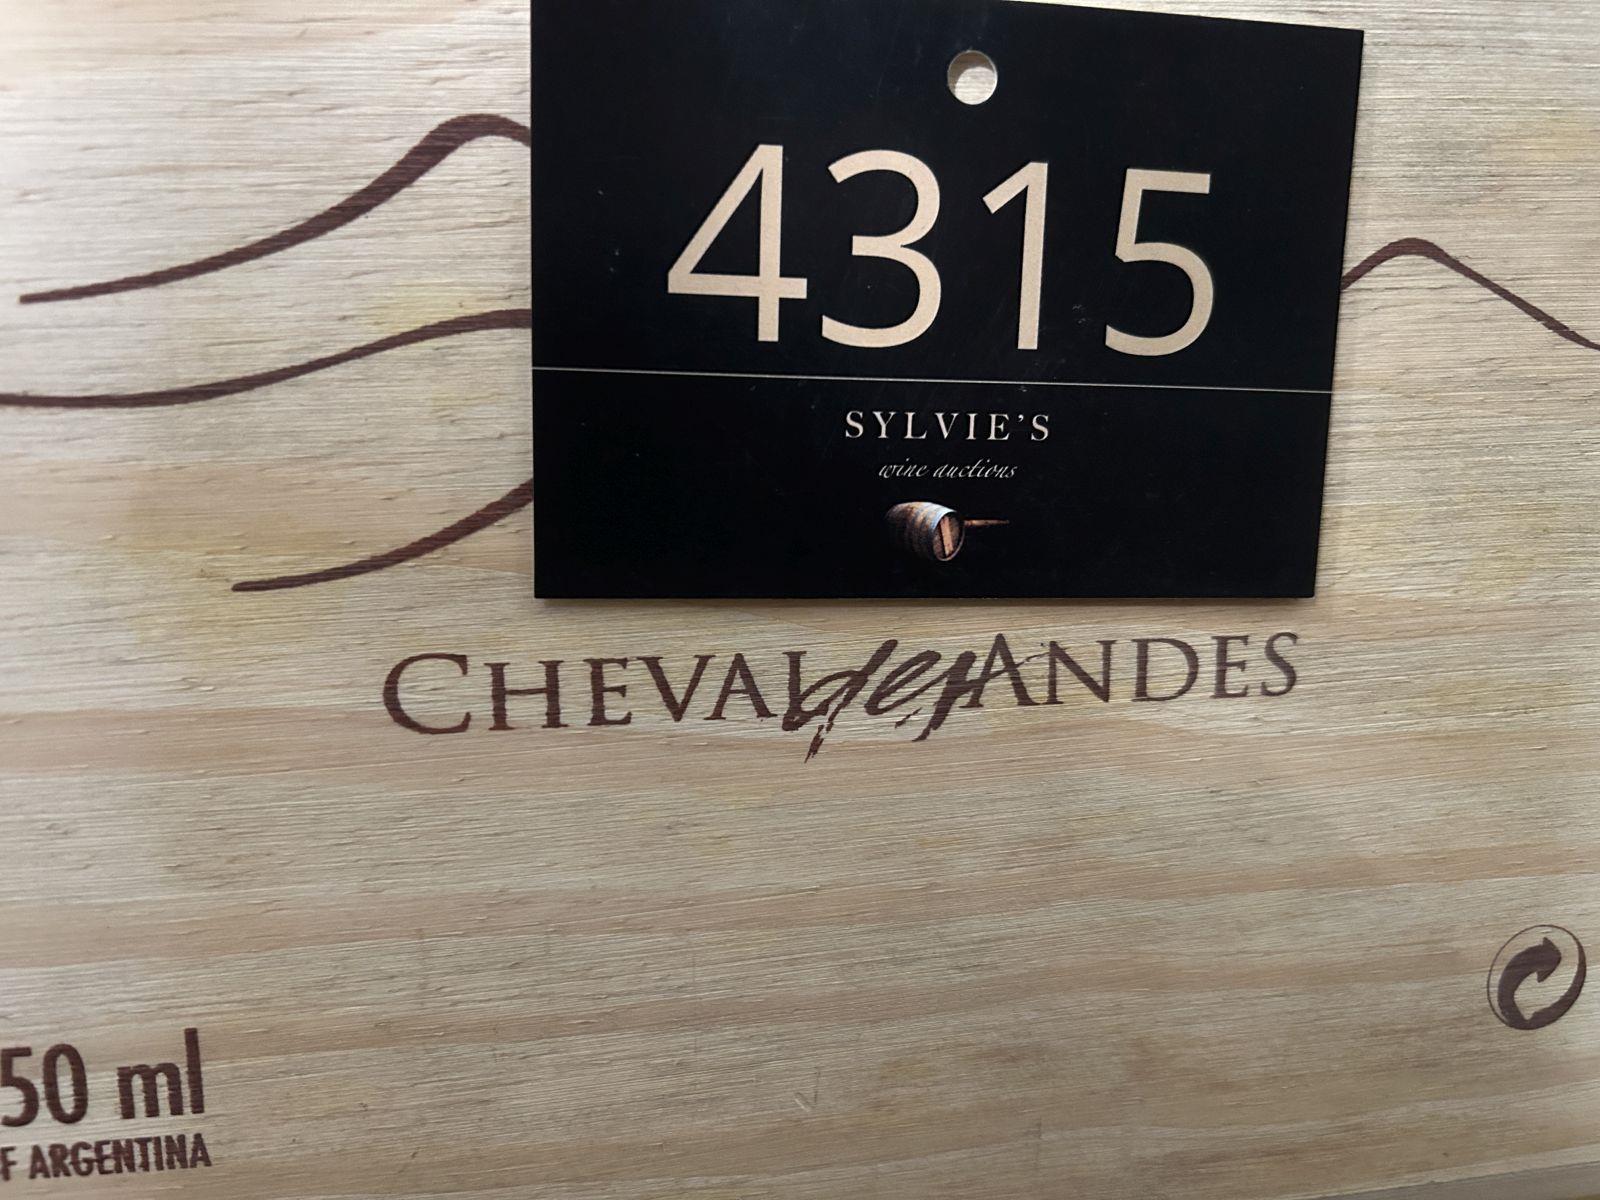 4315
SYLVIE'S
wine auctions
CHEVAL des ANDES
50 ml
F ARGENTINA